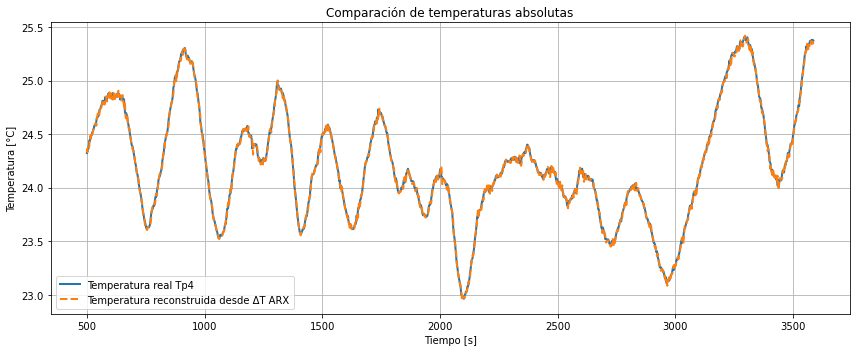 Comparación de temperaturas absolutas
Temperatura [°C]
25.5
25.0
24.5
24.0
23.5
23.0
Temperatura real Tp4
Temperatura reconstruida desde ΔT ARX
500
1000
1500
2000
2500
3000
3500
Tiempo [s]